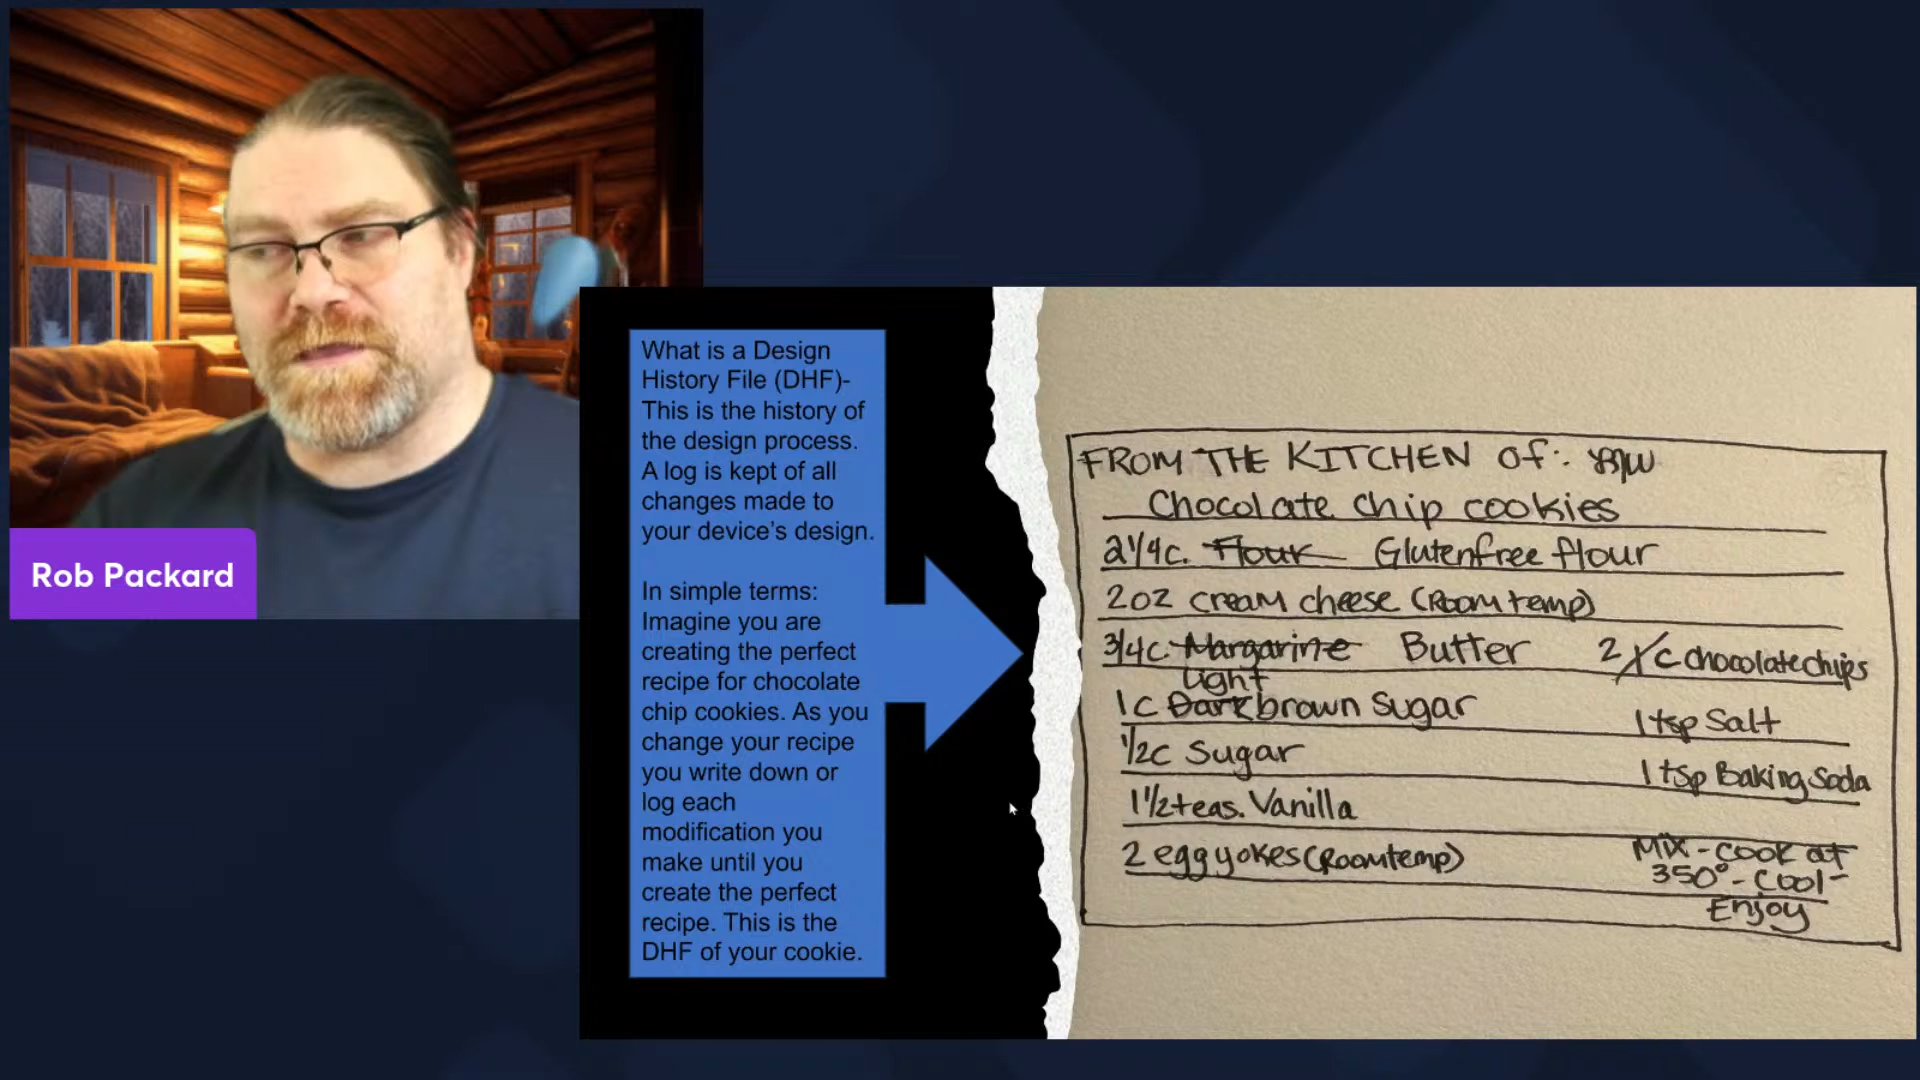 Rob Packard
What is a Design
History File (DHF)-
This is the history of
the design process.
A log is kept of all
changes made to
your device's design.
In simple terms:
Imagine you are
creating the perfect
recipe for chocolate
chip cookies. As you
change your recipe
you write down or
log each
modification you
make until you
create the perfect
recipe. This is the
DHF of your cookie.
FROM THE KITCHEN Of:
Chocolate chip cookies
2 1/4 c. Flour Glutenfree flour
2oz cream cheese (Room temp)
3/4c. Margarine Butter
Light
1c Dark brown Sugar
1/2c Sugar
1 1/2 teas. Vanilla
2 egg yokes (Roomtemp)
2 c chocolate chips
1 tsp Salt
1 tsp Baking Soda
Mix - cook at
350° - Cool -
Enjoy